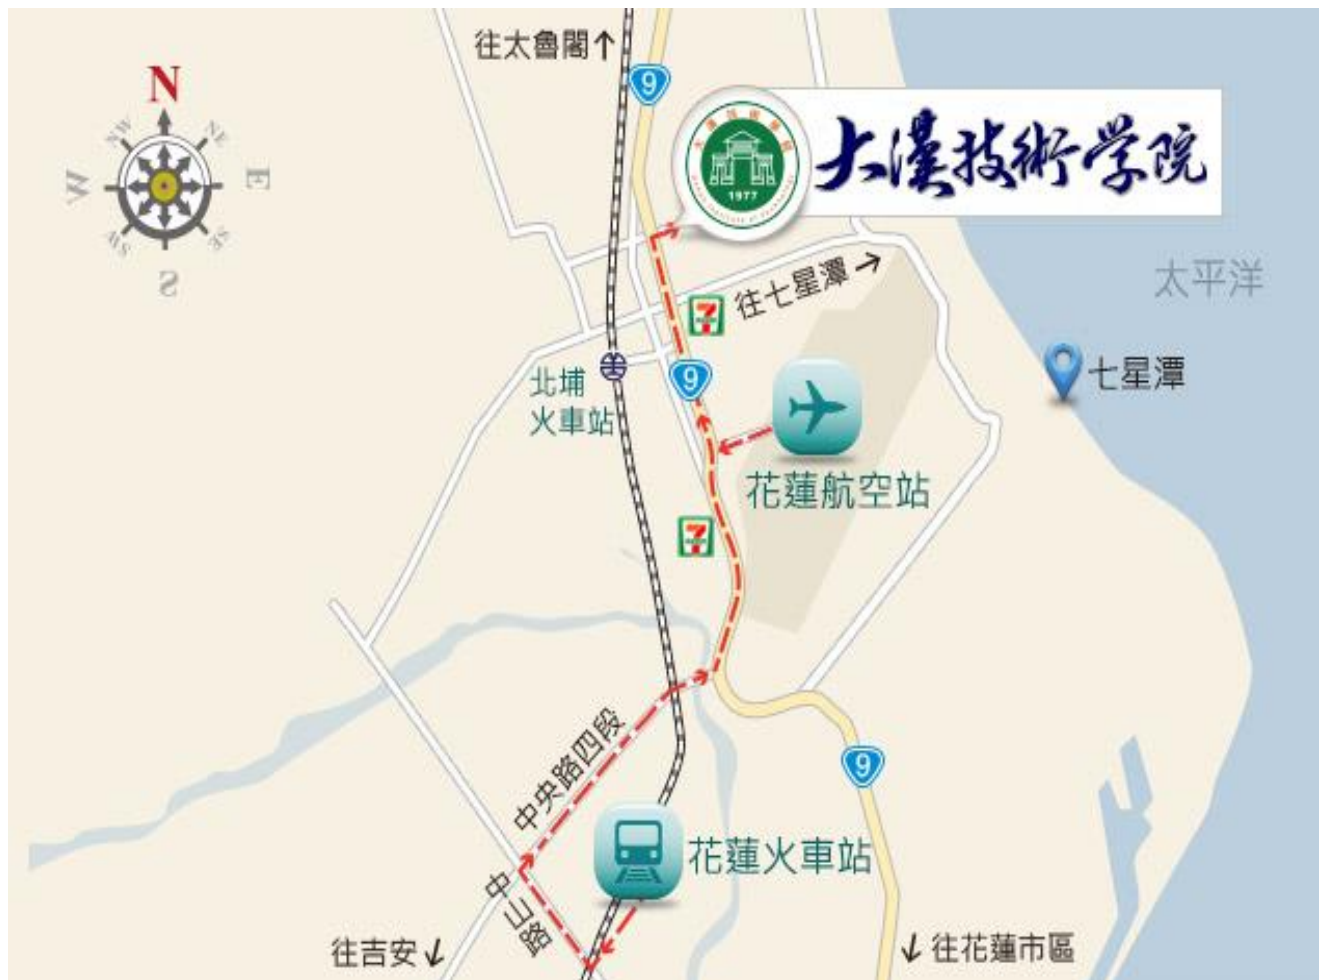 往太魯閣↑
9
N
NW
NE
W
E
SW
SE
S
1977
大漢技術学院
太平洋
往七星潭→
7
七星潭
9
北埔
火車站
花蓮航空站
7
中央路四段
9
花蓮火車站
中山路
往吉安↓
↓往花蓮市區